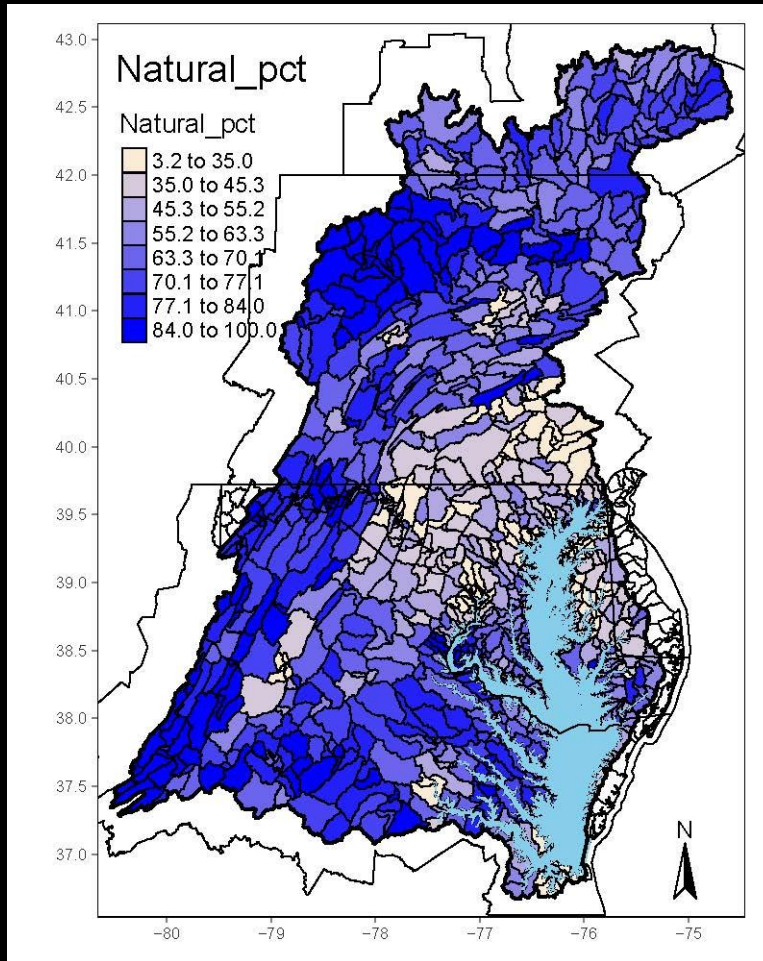 Natural_pct
Natural_pct
3.2 to 35.0
35.0 to 45.3
45.3 to 55.2
55.2 to 63.3
63.3 to 70.1
70.1 to 77.1
77.1 to 84.0
84.0 to 100.0
43.0
42.5
42.0
41.5
41.0
40.5
40.0
39.5
39.0
38.5
38.0
37.5
37.0
N
-80 -79 -78 -77 -76 -75